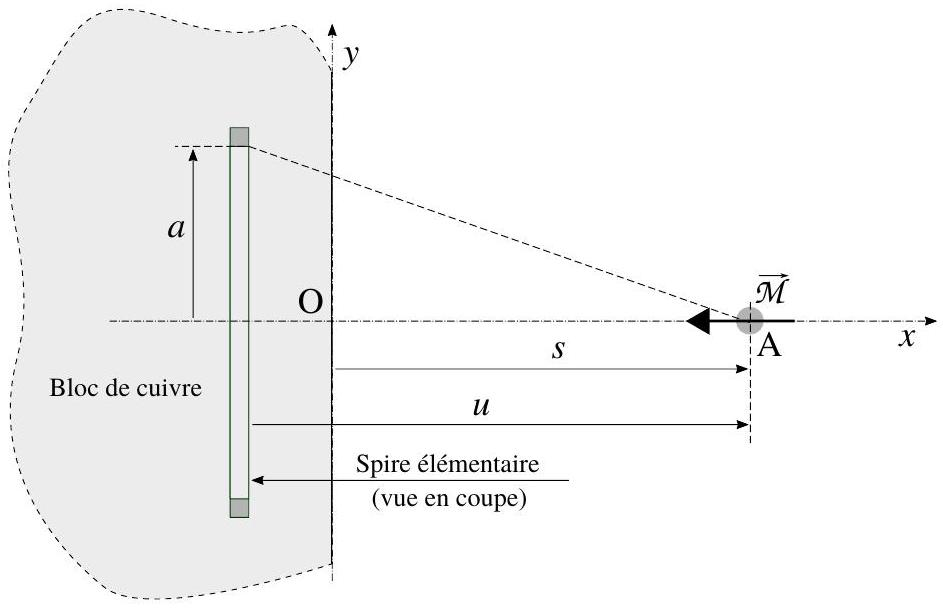 y
a
O
ℳ
A
x
s
Bloc de cuivre
u
Spire élémentaire
(vue en coupe)